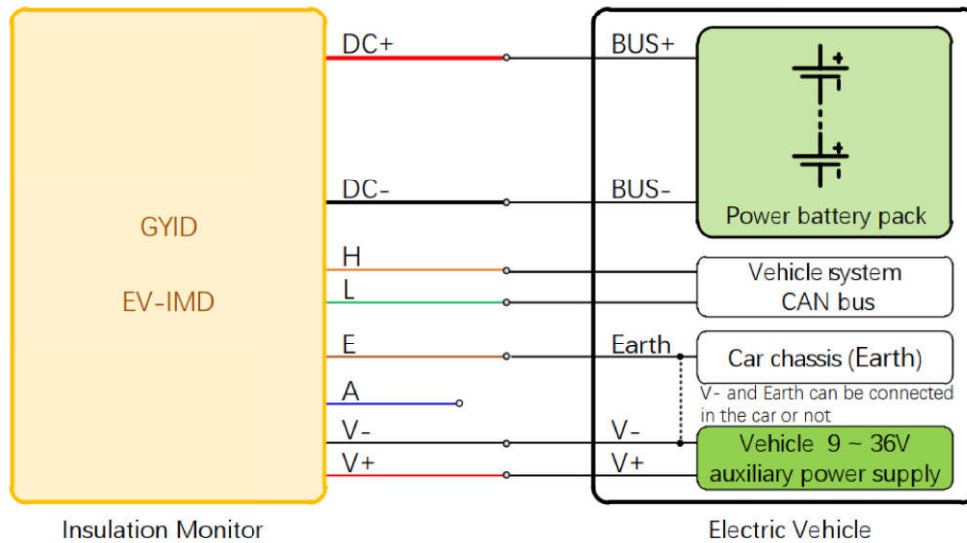 DC+
BUS+
DC-
BUS-
Power battery pack
GYID
EV-IMD
H
L
Vehicle system
CAN bus
E
Earth
Car chassis (Earth)
A
V- and Earth can be connected
in the car or not
V-
V-
V+
V+
Vehicle 9 ~ 36V
auxiliary power supply
Insulation Monitor
Electric Vehicle